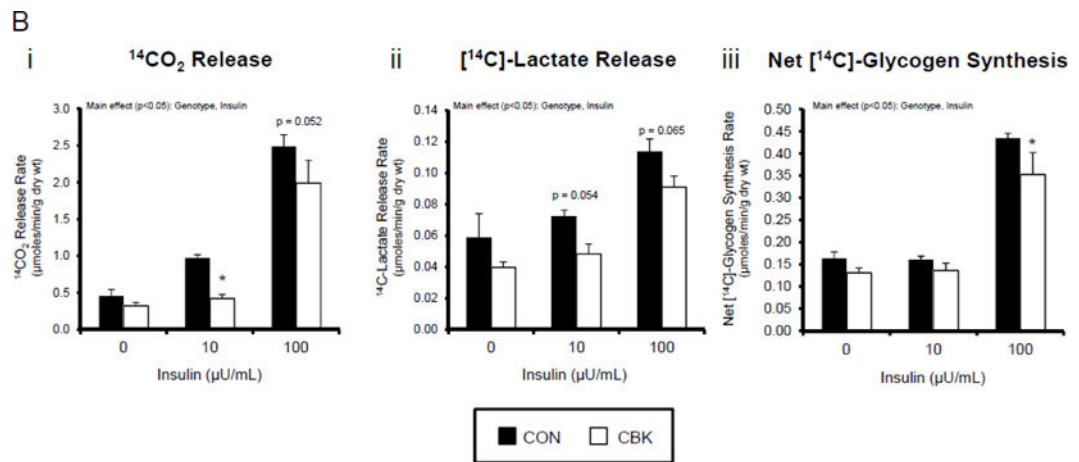 B
i
¹⁴CO₂ Release
Main effect (p<0.05): Genotype, Insulin
¹⁴CO₂ Release Rate
(µmoles/min/g dry wt)
3.0
2.5
2.0
1.5
1.0
0.5
0.0
*
p = 0.052
0 10 100
Insulin (µU/mL)
ii
[¹⁴C]-Lactate Release
Main effect (p<0.05): Genotype, Insulin
¹⁴C-Lactate Release Rate
(µmoles/min/g dry wt)
0.14
0.12
0.10
0.08
0.06
0.04
0.02
0.00
p = 0.054
p = 0.065
0 10 100
Insulin (µU/mL)
iii
Net [¹⁴C]-Glycogen Synthesis
Main effect (p<0.05): Genotype, Insulin
Net [¹⁴C]-Glycogen Synthesis Rate
(µmoles/min/g dry wt)
0.50
0.45
0.40
0.35
0.30
0.25
0.20
0.15
0.10
0.05
0.00
*
0 10 100
Insulin (µU/mL)
CON CBK